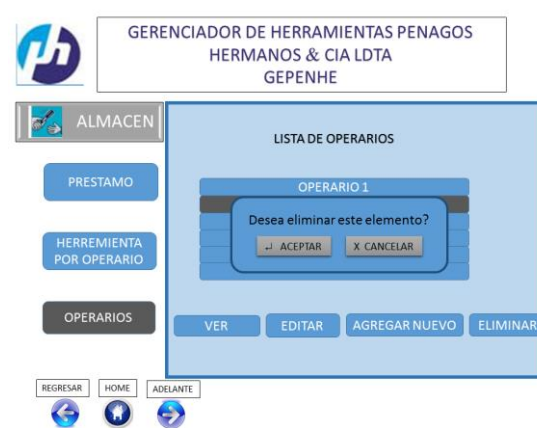 GERENCIADOR DE HERRAMIENTAS PENAGOS
HERMANOS & CIA LDTA
GEPENHE
ph
ALMACEN
LISTA DE OPERARIOS
PRESTAMO
OPERARIO 1
Desea eliminar este elemento?
↵ ACEPTAR
X CANCELAR
HERREMIENTA
POR OPERARIO
OPERARIOS
VER
EDITAR
AGREGAR NUEVO
ELIMINAR
REGRESAR
HOME
ADELANTE